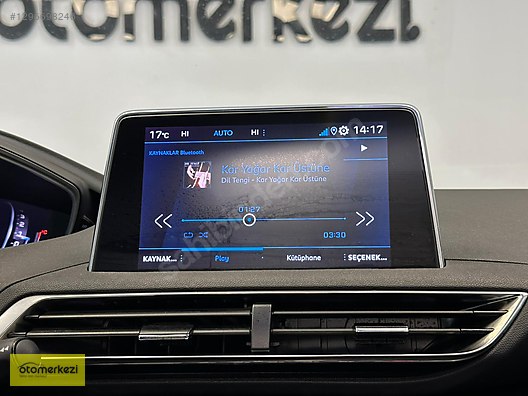 otomerkezi
17°C HI AUTO HI 14:17
KAYNAKLAR Bluetooth
Kar Yağar Kar Üstüne
Dil Tengi - Kar Yağar Kar Üstüne
01:27
03:30
KAYNAK... Play Kütüphane SEÇENEK...
otomerkezi